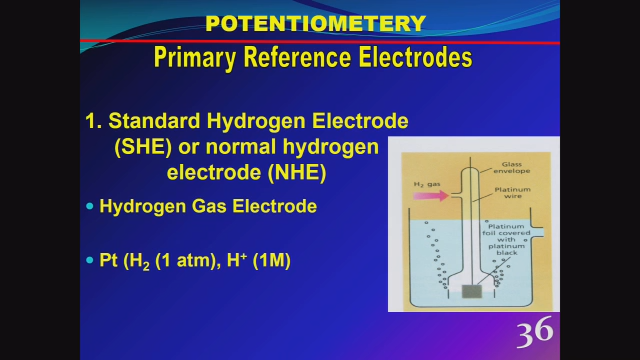 POTENTIOMETERY
Primary Reference Electrodes
1. Standard Hydrogen Electrode
(SHE) or normal hydrogen
electrode (NHE)
• Hydrogen Gas Electrode
• Pt (H₂ (1 atm), H⁺ (1M)
Glass
envelope
H₂ gas
Platinum
wire
Platinum
foil covered
with
platinum
black
36